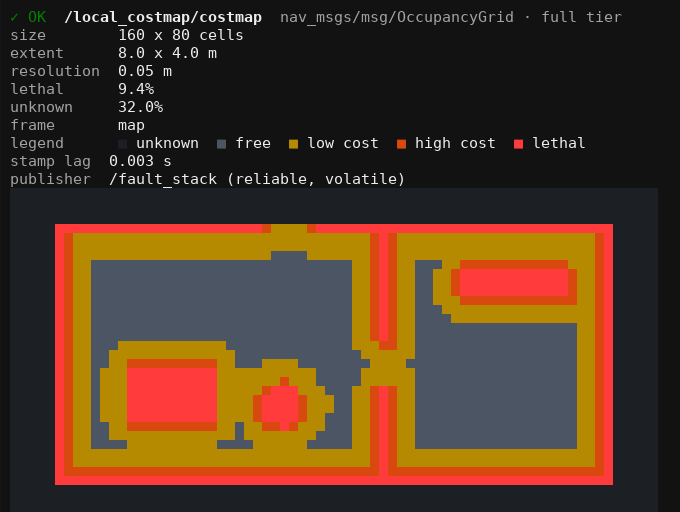 ✓ OK  /local_costmap/costmap  nav_msgs/msg/OccupancyGrid · full tier
size        160 x 80 cells
extent      8.0 x 4.0 m
resolution  0.05 m
lethal      9.4%
unknown     32.0%
frame       map
legend      ■ unknown  ■ free  ■ low cost  ■ high cost  ■ lethal
stamp lag  0.003 s
publisher  /fault_stack (reliable, volatile)